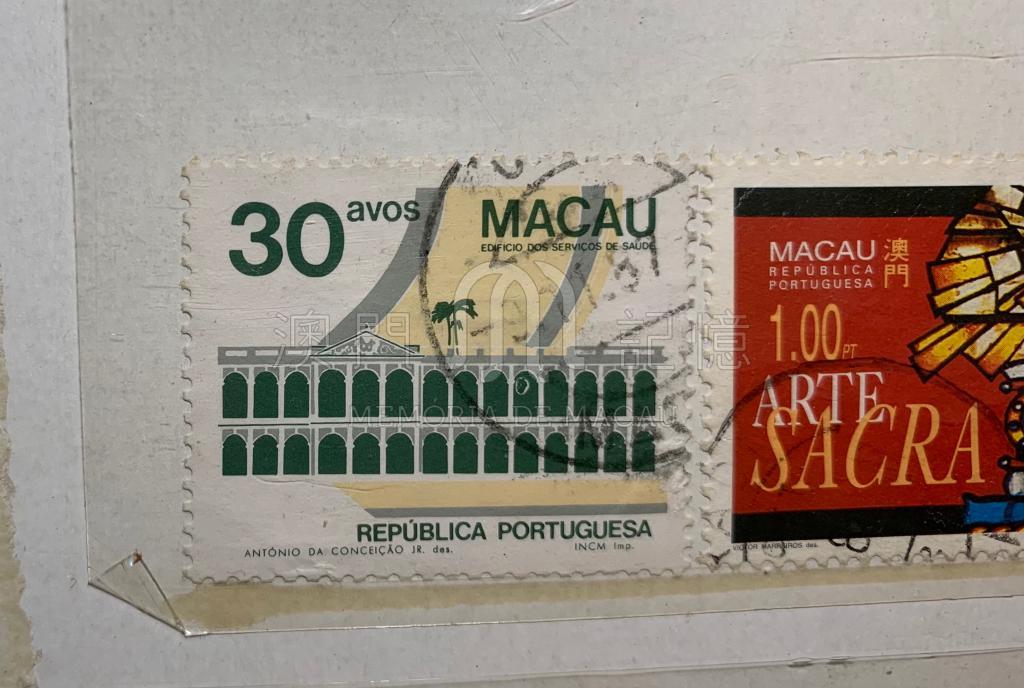 30 avos
MACAU
EDIFÍCIO DOS SERVIÇOS DE SAÚDE
澳門記憶
MEMÓRIA DE MACAU
REPÚBLICA PORTUGUESA
ANTÓNIO DA CONCEIÇÃO JR. des.
INCM Imp.
MACAU 澳門
REPÚBLICA
PORTUGUESA
1.00 PT
ARTE
SACRA
VICTOR MARREIROS des.